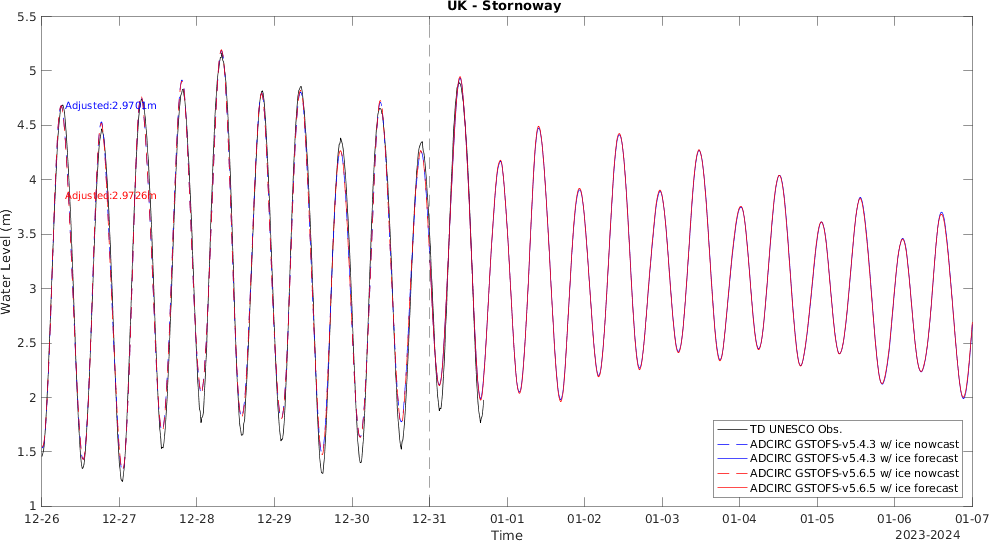 UK - Stornoway
5.5
5
4.5
4
3.5
3
2.5
2
1.5
1
Water Level (m)
Adjusted:2.9701m
Adjusted:2.9726m
TD UNESCO Obs.
ADCIRC GSTOFS-v5.4.3 w/ ice nowcast
ADCIRC GSTOFS-v5.4.3 w/ ice forecast
ADCIRC GSTOFS-v5.6.5 w/ ice nowcast
ADCIRC GSTOFS-v5.6.5 w/ ice forecast
12-26 12-27 12-28 12-29 12-30 12-31 01-01 01-02 01-03 01-04 01-05 01-06 01-07
Time
2023-2024